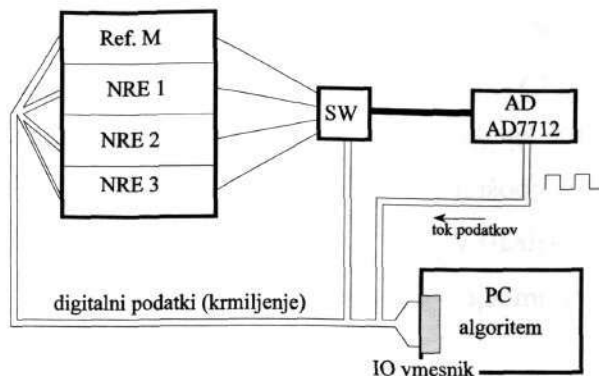 Ref. M
NRE 1
NRE 2
NRE 3
SW
AD
AD7712
tok podatkov
digitalni podatki (krmiljenje)
PC
algoritem
IO vmesnik